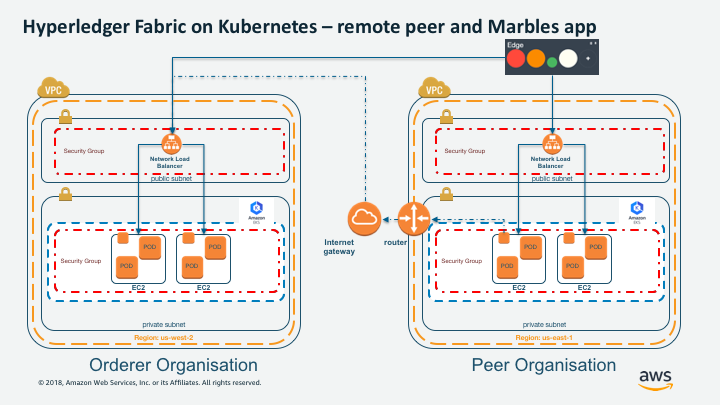 Hyperledger Fabric on Kubernetes – remote peer and Marbles app
Edge
VPC
VPC
Security Group
Network Load
Balancer
public subnet
Security Group
Network Load
Balancer
public subnet
Amazon
EKS
Amazon
EKS
Internet
gateway
router
Security Group
POD
POD
EC2
POD
POD
EC2
private subnet
Region: us-west-2
Security Group
POD
POD
EC2
POD
POD
EC2
private subnet
Region: us-east-1
Orderer Organisation
Peer Organisation
© 2018, Amazon Web Services, Inc. or its Affiliates. All rights reserved.
aws